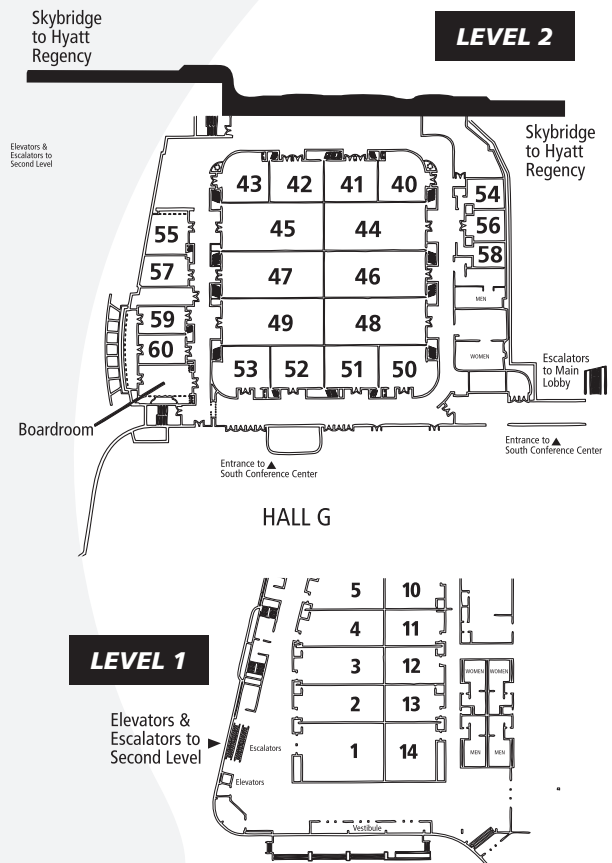 Skybridge
to Hyatt
Regency
LEVEL 2
Elevators &
Escalators to
Second Level
Skybridge
to Hyatt
Regency
43 42 41 40
54
45 44
56
55
58
47 46
57
MEN
59
49 48
60
WOMEN
53 52 51 50
Escalators
to Main
Lobby
Boardroom
Entrance to
South Conference Center
Entrance to
South Conference Center
HALL G
5 10
4 11
LEVEL 1
3 12
WOMEN WOMEN
2 13
Elevators &
Escalators to
Second Level
Escalators
1 14
MEN MEN
Elevators
Vestibule